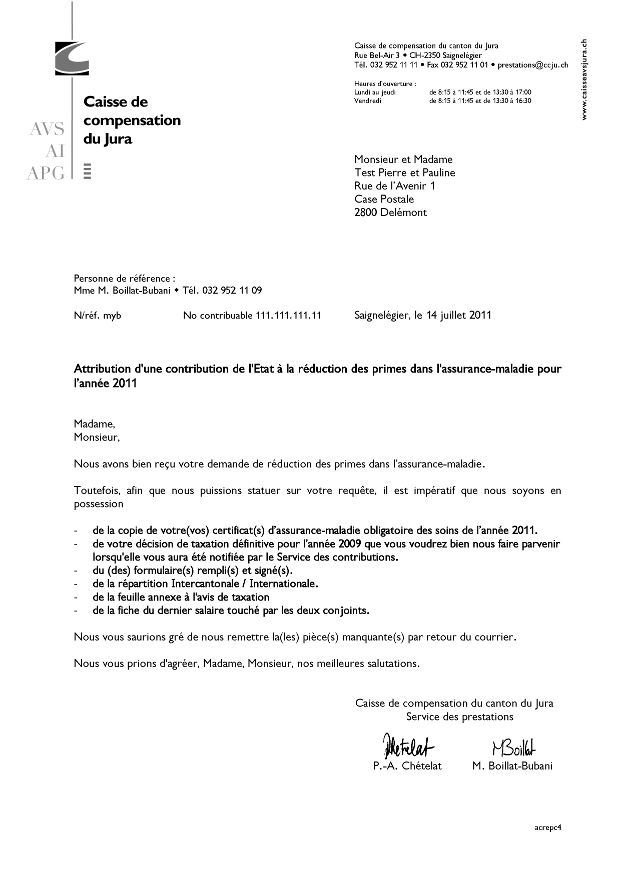 Caisse de compensation du canton du Jura
Rue Bel-Air 3 • CH-2350 Saignelégier
Tél. 032 952 11 11 • Fax 032 952 11 01 • prestations@ccju.ch
Heures d'ouverture :
Lundi au jeudi de 8:15 à 11:45 et de 13:30 à 17:00
Vendredi de 8:15 à 11:45 et de 13:30 à 16:30
www.caisseavsjura.ch
Caisse de
compensation
du Jura
AVS
AI
APG
Monsieur et Madame
Test Pierre et Pauline
Rue de l'Avenir 1
Case Postale
2800 Delémont
Personne de référence :
Mme M. Boillat-Bubani • Tél. 032 952 11 09
N/réf. myb No contribuable 111.111.111.11 Saignelégier, le 14 juillet 2011
Attribution d'une contribution de l'Etat à la réduction des primes dans l'assurance-maladie pour
l'année 2011
Madame,
Monsieur,
Nous avons bien reçu votre demande de réduction des primes dans l'assurance-maladie.
Toutefois, afin que nous puissions statuer sur votre requête, il est impératif que nous soyons en
possession
- de la copie de votre(vos) certificat(s) d'assurance-maladie obligatoire des soins de l'année 2011.
- de votre décision de taxation définitive pour l'année 2009 que vous voudrez bien nous faire parvenir
lorsqu'elle vous aura été notifiée par le Service des contributions.
- du (des) formulaire(s) rempli(s) et signé(s).
- de la répartition Intercantonale / Internationale.
- de la feuille annexe à l'avis de taxation
- de la fiche du dernier salaire touché par les deux conjoints.
Nous vous saurions gré de nous remettre la(les) pièce(s) manquante(s) par retour du courrier.
Nous vous prions d'agréer, Madame, Monsieur, nos meilleures salutations.
Caisse de compensation du canton du Jura
Service des prestations
MBoillat
P.-A. Chételat M. Boillat-Bubani
acrepc4